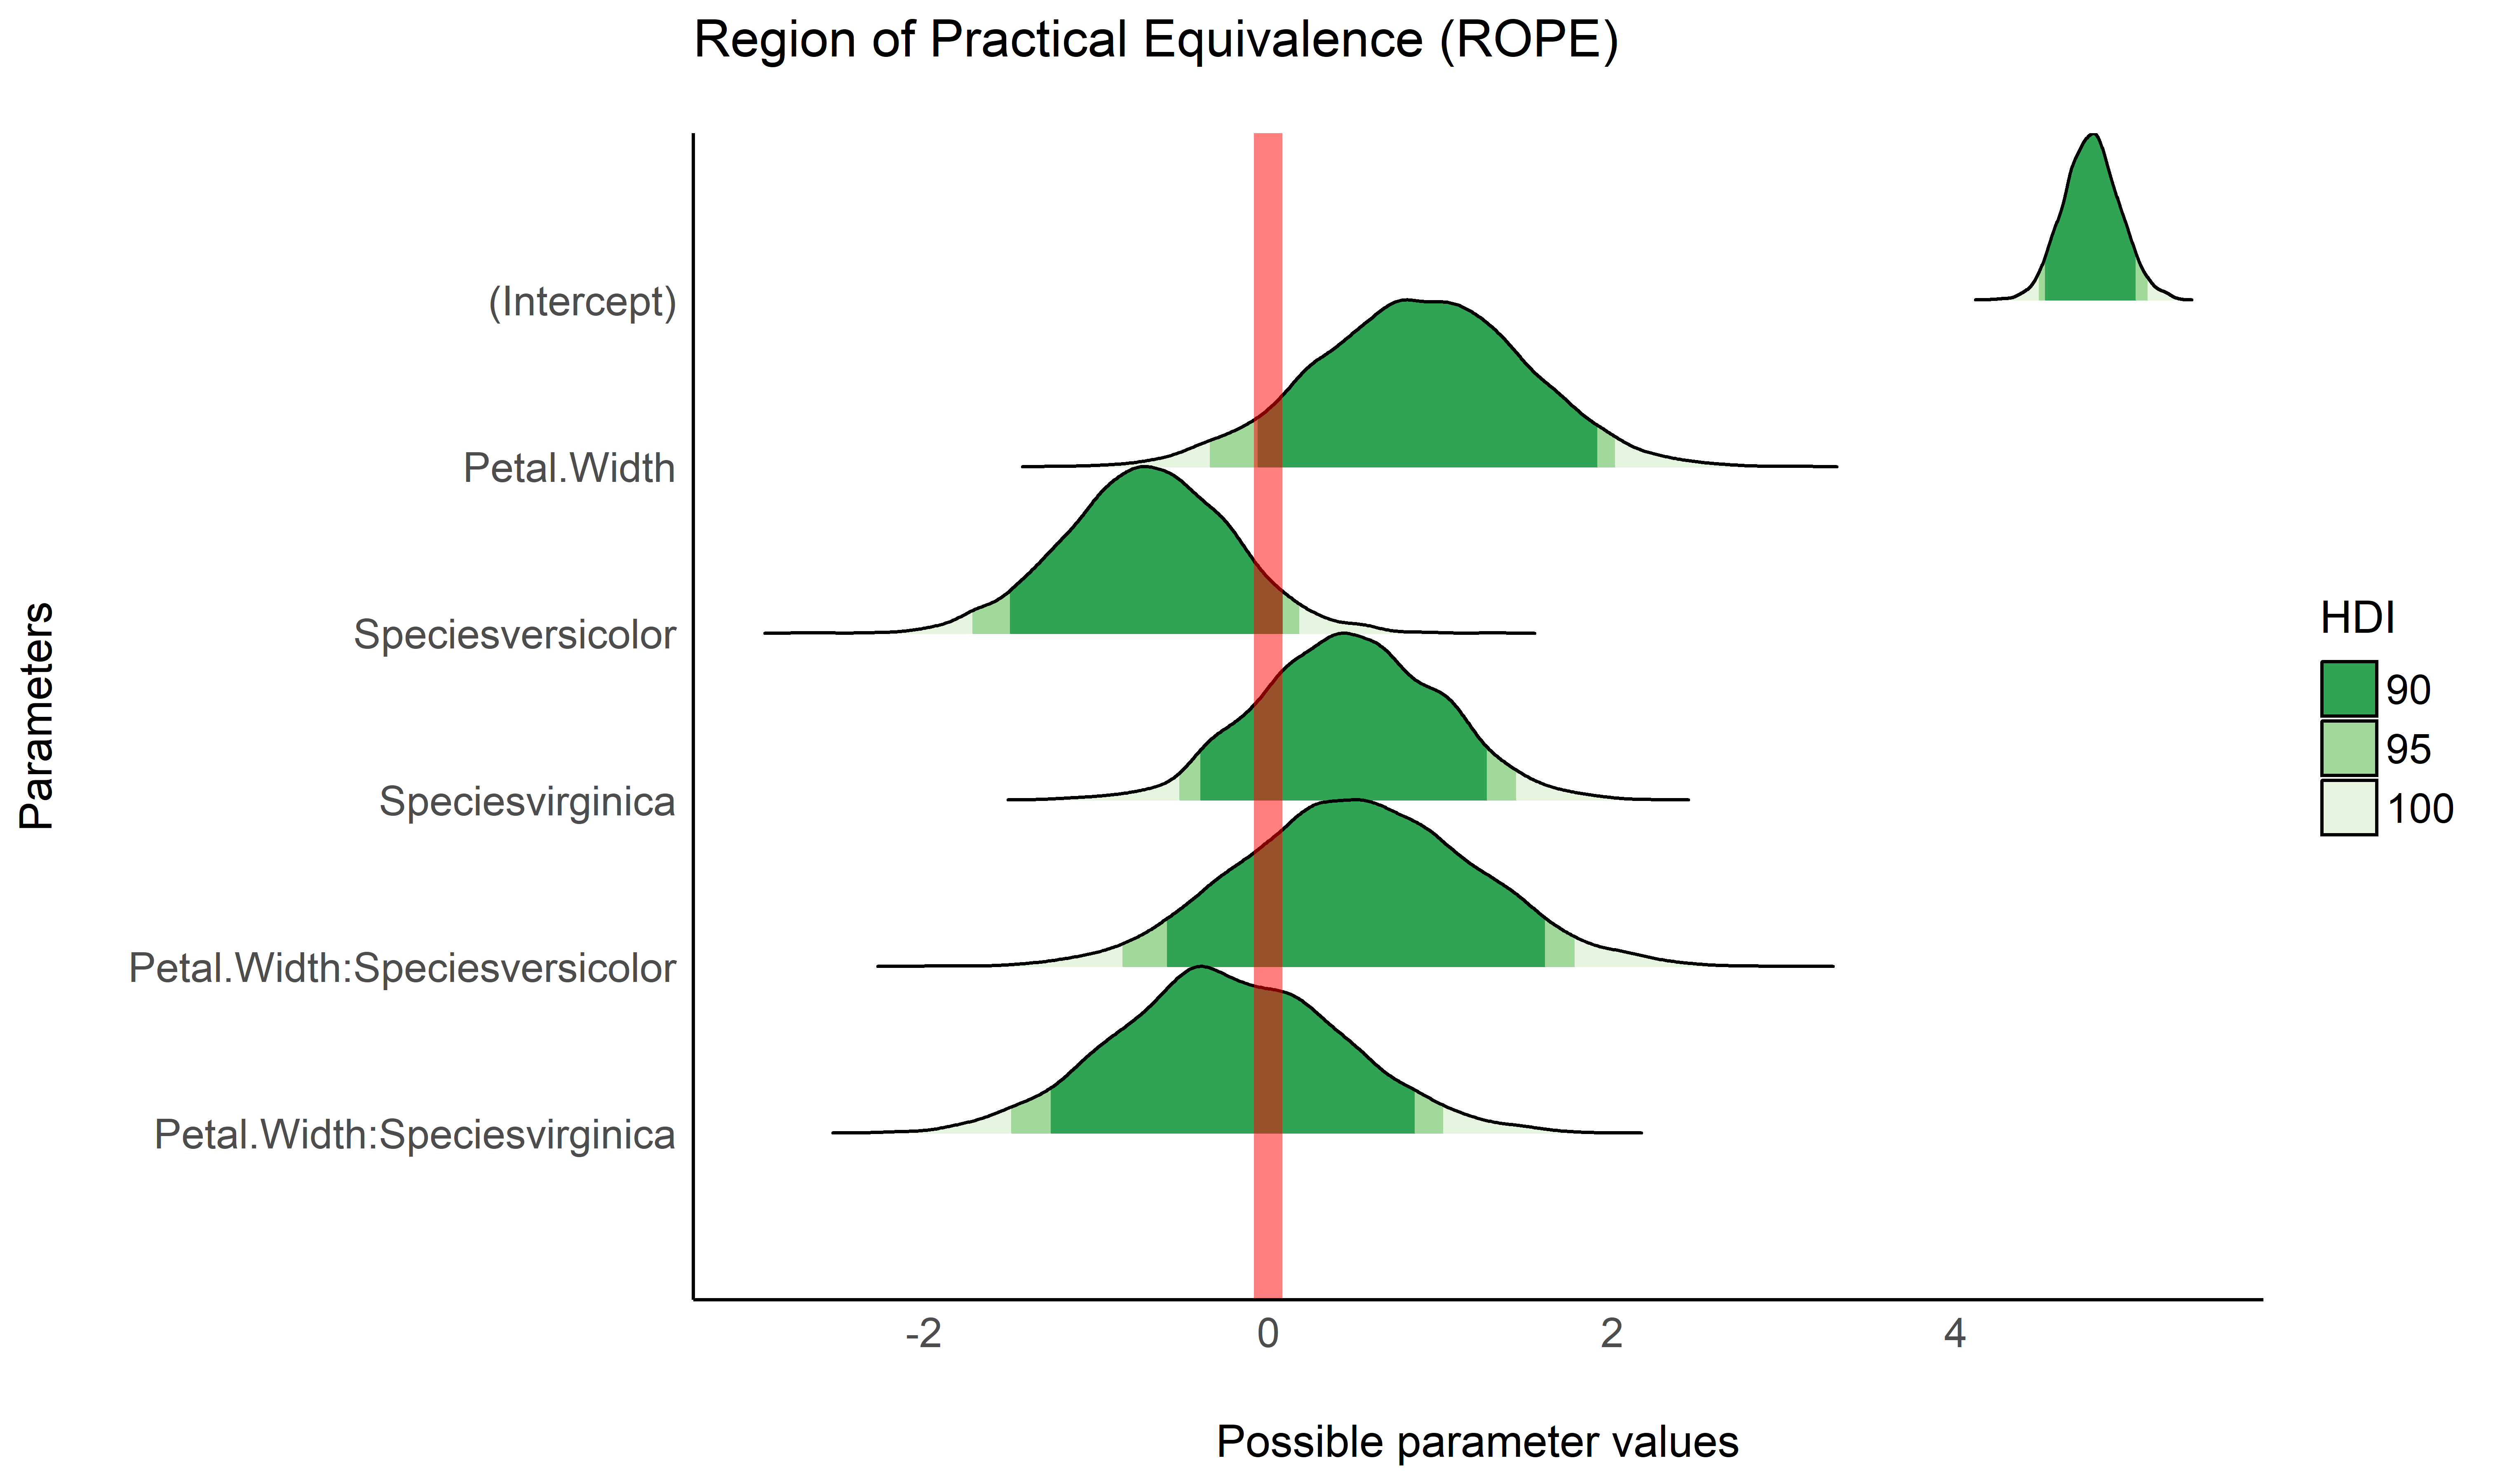 Region of Practical Equivalence (ROPE)
(Intercept)
Petal.Width
Speciesversicolor
Speciesvirginica
Petal.Width:Speciesversicolor
Petal.Width:Speciesvirginica
Parameters
-2
0
2
4
Possible parameter values
HDI
90
95
100